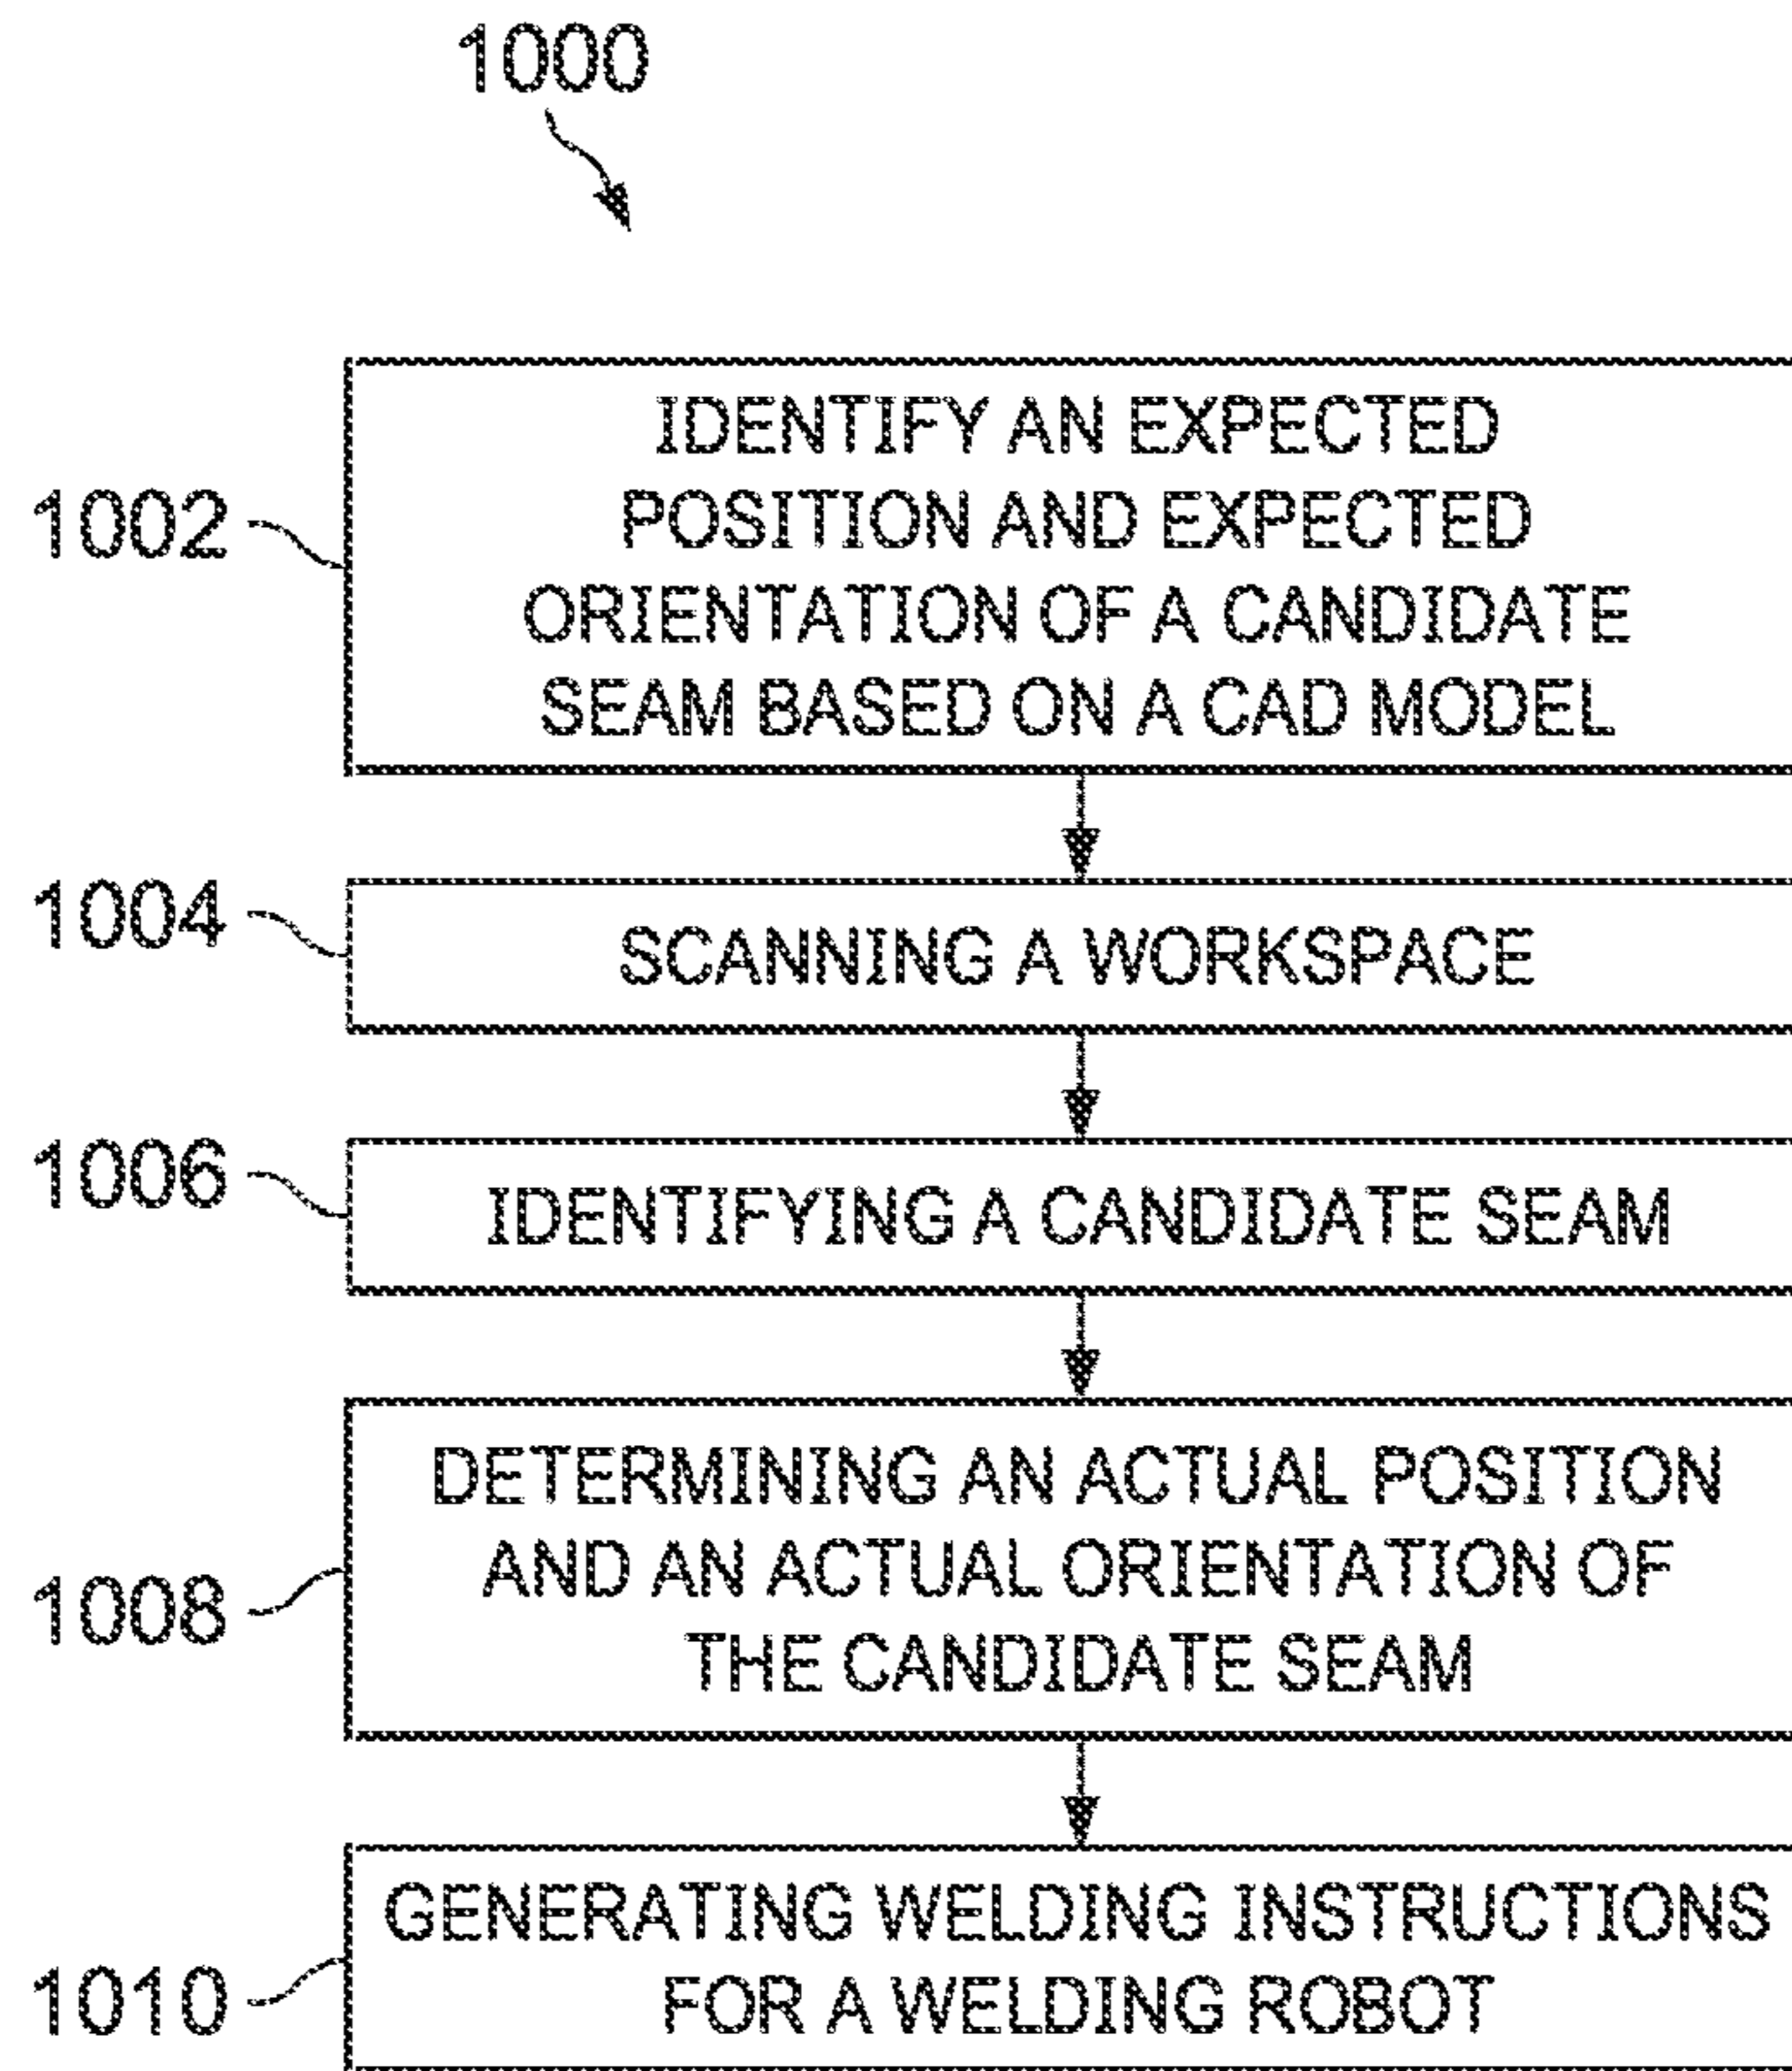 1000
1002
IDENTIFY AN EXPECTED
POSITION AND EXPECTED
ORIENTATION OF A CANDIDATE
SEAM BASED ON A CAD MODEL
1004
SCANNING A WORKSPACE
1006
IDENTIFYING A CANDIDATE SEAM
1008
DETERMINING AN ACTUAL POSITION
AND AN ACTUAL ORIENTATION OF
THE CANDIDATE SEAM
1010
GENERATING WELDING INSTRUCTIONS
FOR A WELDING ROBOT